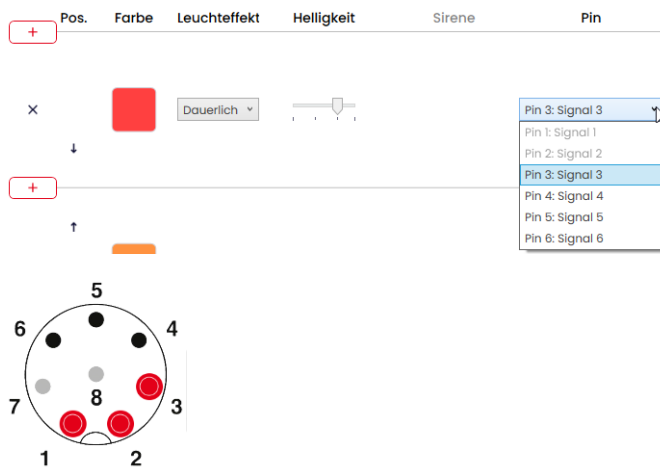 Pos. Farbe Leuchteffekt Helligkeit Sirene Pin
+
× Dauerlich Pin 3: Signal 3
Pin 1: Signal 1
Pin 2: Signal 2
Pin 3: Signal 3
Pin 4: Signal 4
Pin 5: Signal 5
Pin 6: Signal 6
↓
+
↑
5
6 4
7 8 3
1 2